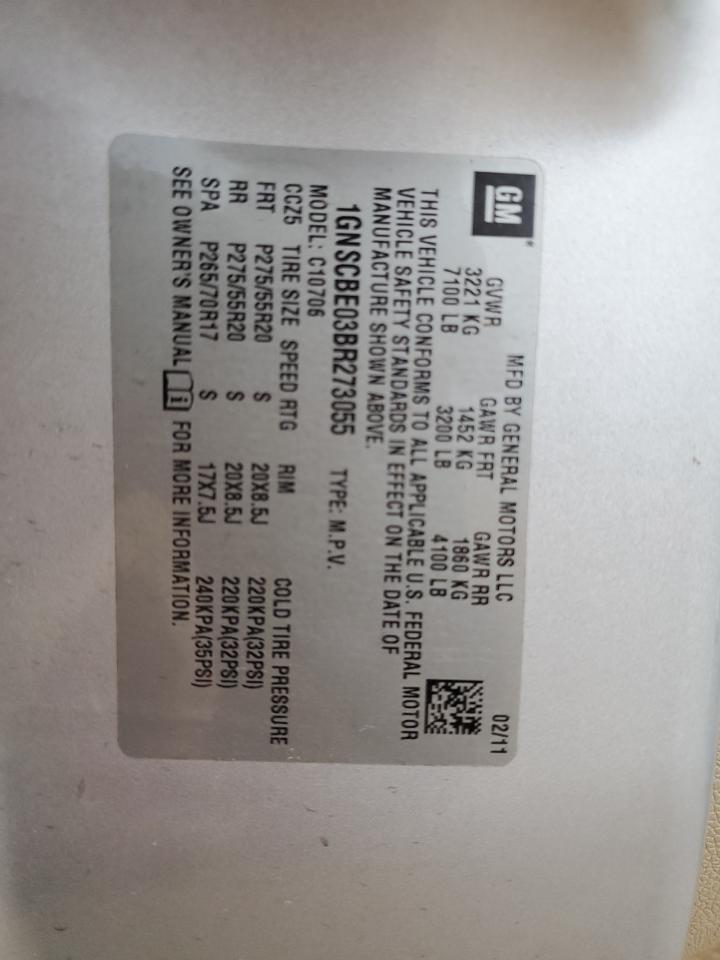 GM
MFD BY GENERAL MOTORS LLC 02/11
GVWR GAWR FRT GAWR RR
3221 KG 1452 KG 1860 KG
7100 LB 3200 LB 4100 LB
THIS VEHICLE CONFORMS TO ALL APPLICABLE U.S. FEDERAL MOTOR
VEHICLE SAFETY STANDARDS IN EFFECT ON THE DATE OF
MANUFACTURE SHOWN ABOVE.
1GNSCBE03BR273055 TYPE: M.P.V.
MODEL: C10706
CCZ5 TIRE SIZE SPEED RTG RIM COLD TIRE PRESSURE
FRT P275/55R20 S 20X8.5J 220KPA(32PSI)
RR P275/55R20 S 20X8.5J 220KPA(32PSI)
SPA P265/70R17 S 17X7.5J 240KPA(35PSI)
SEE OWNER'S MANUAL FOR MORE INFORMATION.